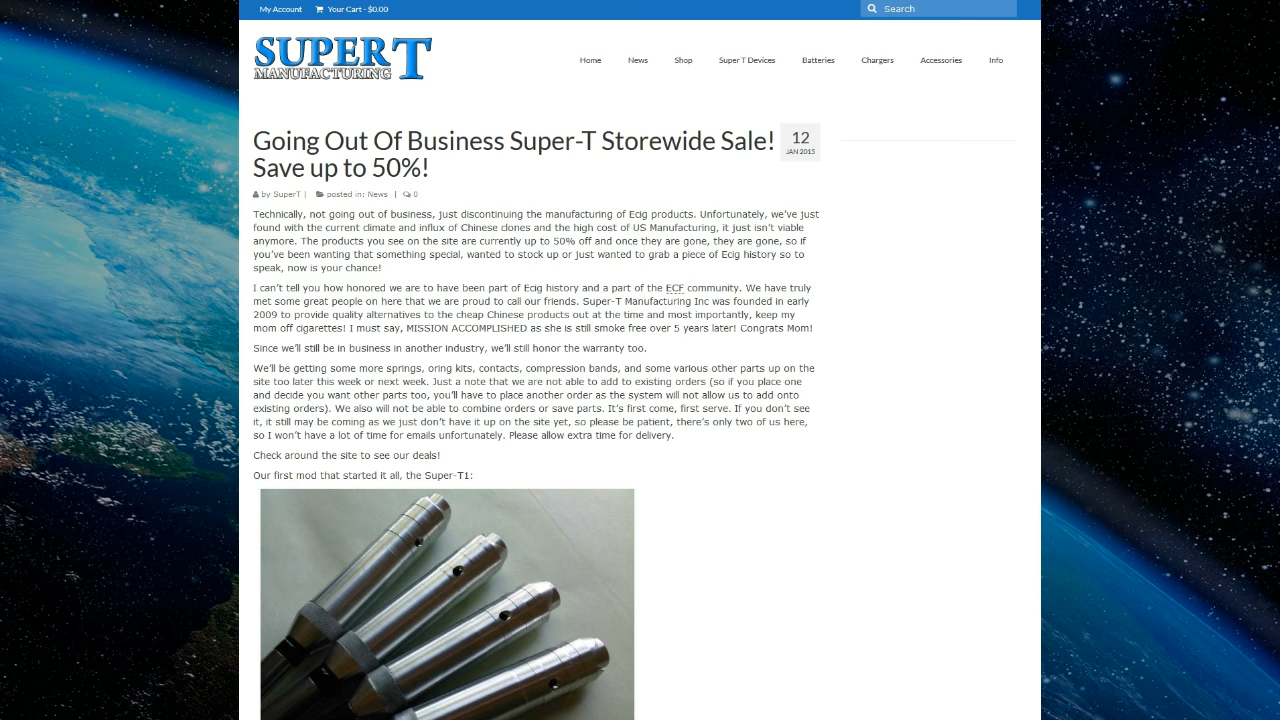 My Account Your Cart - $0.00 Search
SUPER T
MANUFACTURING
Home News Shop Super T Devices Batteries Chargers Accessories Info
Going Out Of Business Super-T Storewide Sale!
Save up to 50%!
12
JAN 2015
by SuperT | posted in: News | 0
Technically, not going out of business, just discontinuing the manufacturing of Ecig products. Unfortunately, we've just
found with the current climate and influx of Chinese clones and the high cost of US Manufacturing, it just isn't viable
anymore. The products you see on the site are currently up to 50% off and once they are gone, they are gone, so if
you've been wanting that something special, wanted to stock up or just wanted to grab a piece of Ecig history so to
speak, now is your chance!
I can't tell you how honored we are to have been part of Ecig history and a part of the ECF community. We have truly
met some great people on here that we are proud to call our friends. Super-T Manufacturing Inc was founded in early
2009 to provide quality alternatives to the cheap Chinese products out at the time and most importantly, keep my
mom off cigarettes! I must say, MISSION ACCOMPLISHED as she is still smoke free over 5 years later! Congrats Mom!
Since we'll still be in business in another industry, we'll still honor the warranty too.
We'll be getting some more springs, oring kits, contacts, compression bands, and some various other parts up on the
site too later this week or next week. Just a note that we are not able to add to existing orders (so if you place one
and decide you want other parts too, you'll have to place another order as the system will not allow us to add onto
existing orders). We also will not be able to combine orders or save parts. It's first come, first serve. If you don't see
it, it still may be coming as we just don't have it up on the site yet, so please be patient, there's only two of us here,
so I won't have a lot of time for emails unfortunately. Please allow extra time for delivery.
Check around the site to see our deals!
Our first mod that started it all, the Super-T1: